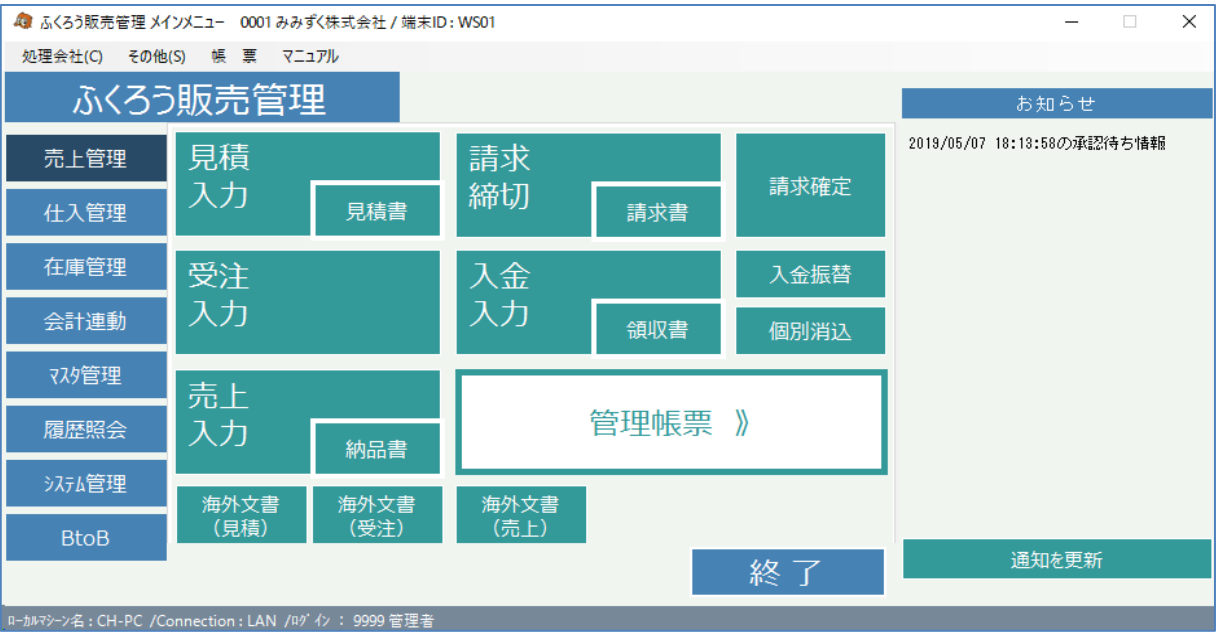 ふくろう販売管理 メインメニュー 0001 みみずく株式会社 / 端末ID : WS01
処理会社(C) その他(S) 帳 票 マニュアル
ふくろう販売管理
売上管理
仕入管理
在庫管理
会計連動
ﾏｽﾀ管理
履歴照会
ｼｽﾃﾑ管理
BtoB
見積
入力
見積書
請求
締切
請求書
請求確定
受注
入力
入金
入力
領収書
入金振替
個別消込
売上
入力
納品書
管理帳票 》
海外文書
(見積)
海外文書
(受注)
海外文書
(売上)
終 了
お知らせ
2019/05/07 18:13:58の承認待ち情報
通知を更新
ﾛｰｶﾙﾏｼｰﾝ名 : CH-PC /Connection : LAN /ﾛｸﾞｲﾝ : 9999 管理者